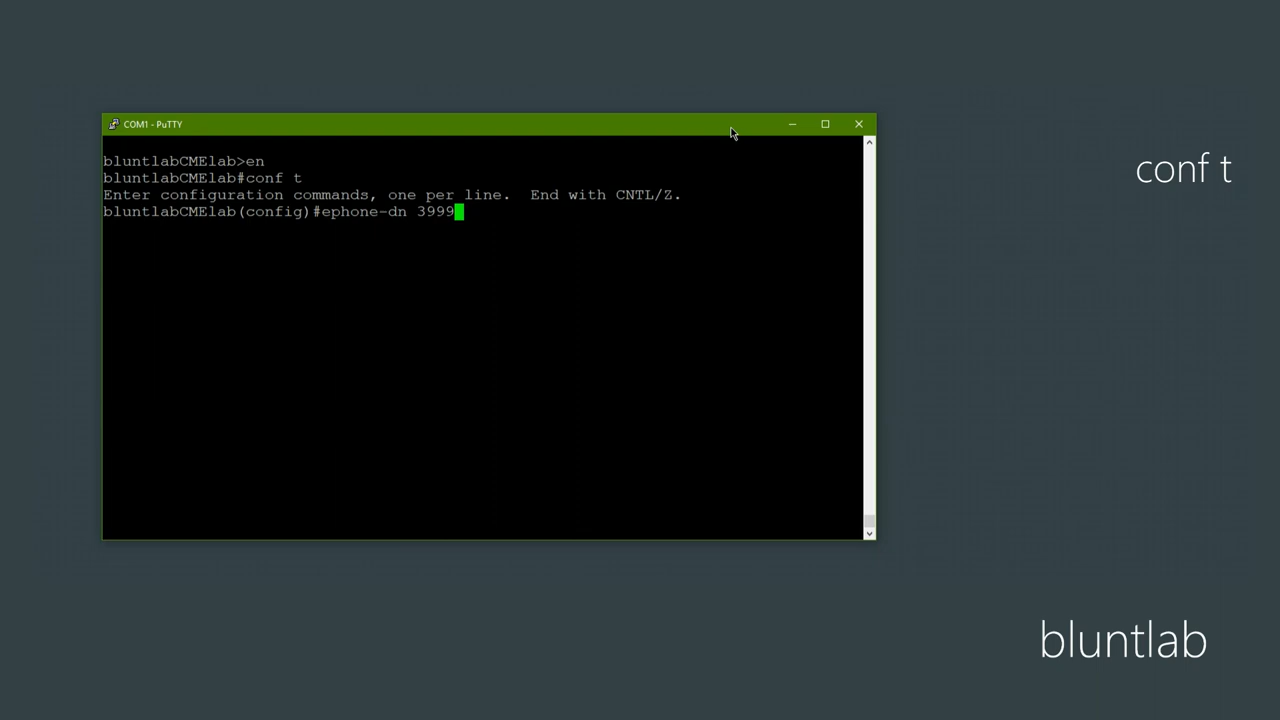 COM1 - PuTTY
bluntlabCMElab>en
bluntlabCMElab#conf t
Enter configuration commands, one per line.  End with CNTL/Z.
bluntlabCMElab(config)#ephone-dn 3999
conf t
bluntlab